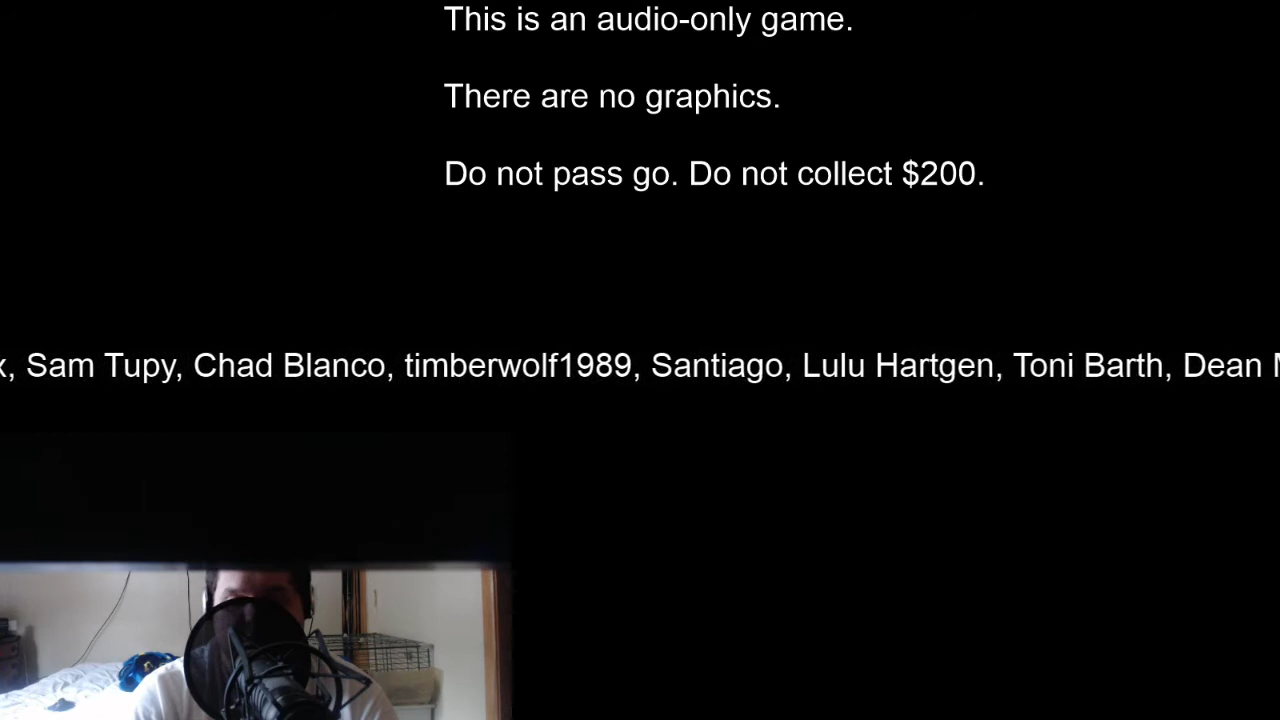 This is an audio-only game.
There are no graphics.
Do not pass go. Do not collect $200.
x, Sam Tupy, Chad Blanco, timberwolf1989, Santiago, Lulu Hartgen, Toni Barth, Dean